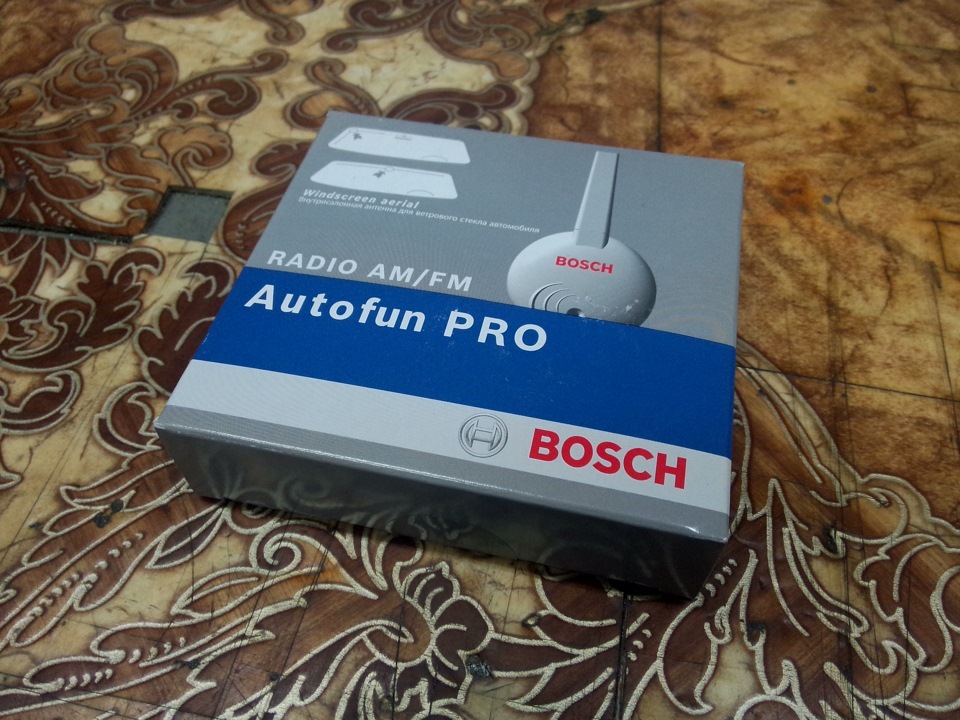 Windscreen aerial
Внутрисалонная антенна для ветрового стекла автомобиля
BOSCH
RADIO AM/FM
Autofun PRO
BOSCH